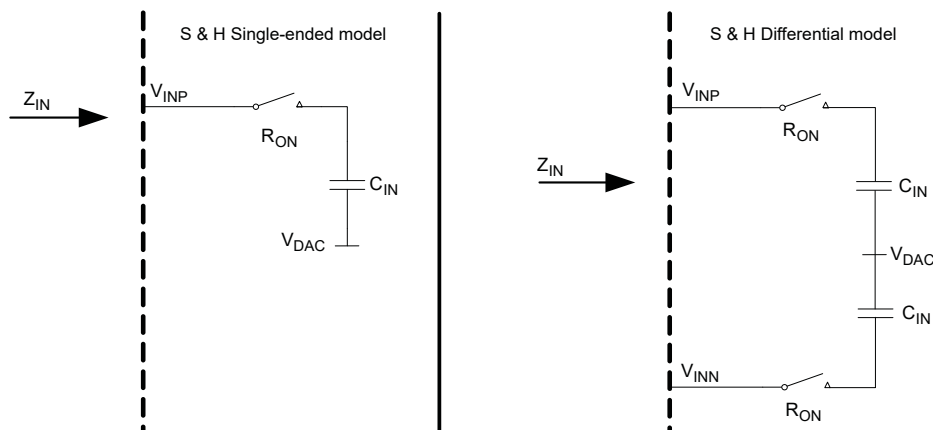 S & H Single-ended model
V_INP
Z_IN
R_ON
C_IN
V_DAC
S & H Differential model
V_INP
R_ON
Z_IN
C_IN
V_DAC
C_IN
V_INN
R_ON